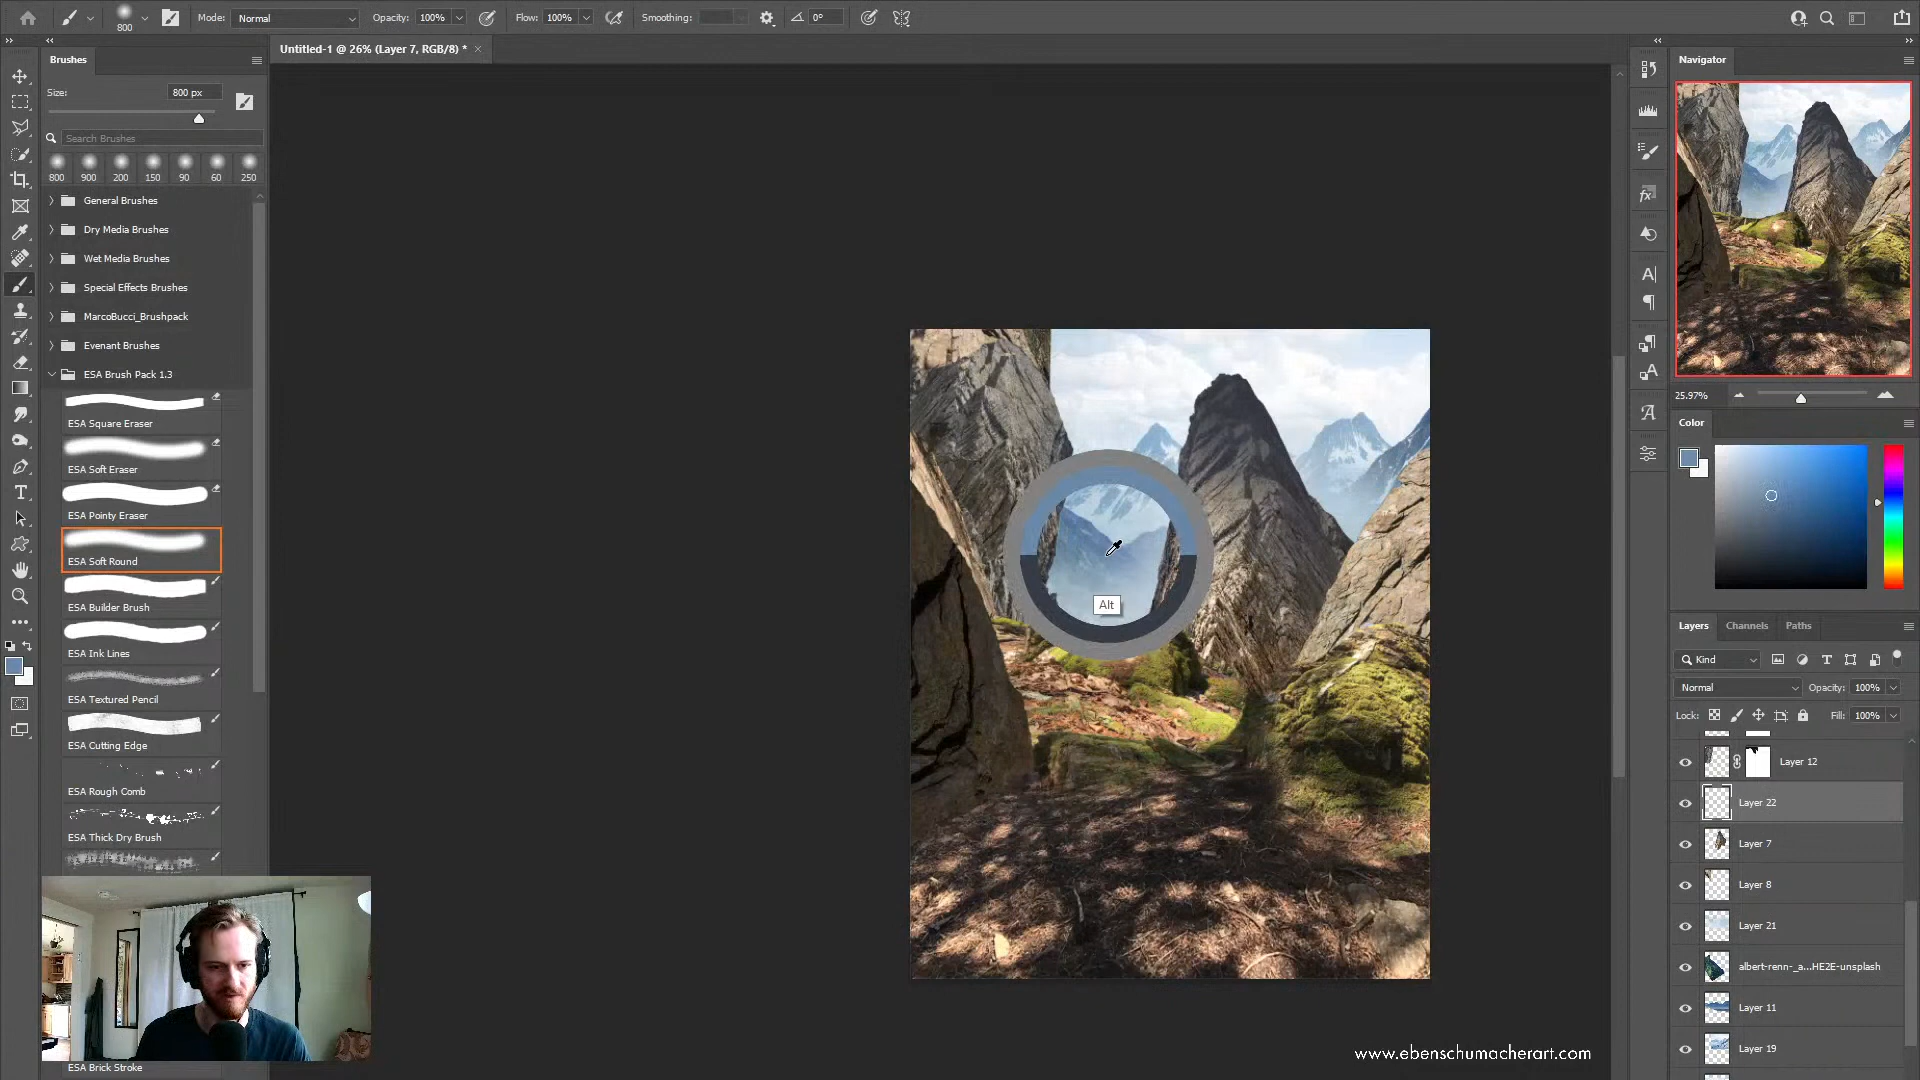 800
Mode:
Normal
Opacity:
100%
Flow:
100%
Smoothing:
0°
Untitled-1 @ 26% (Layer 7, RGB/8) *
Brushes
Size:
800 px
Search Brushes
800
900
200
150
90
60
250
General Brushes
Dry Media Brushes
Wet Media Brushes
Special Effects Brushes
MarcoBucci_Brushpack
Evenant Brushes
ESA Brush Pack 1.3
ESA Square Eraser
ESA Soft Eraser
ESA Pointy Eraser
ESA Soft Round
ESA Builder Brush
ESA Ink Lines
ESA Textured Pencil
ESA Cutting Edge
ESA Rough Comb
ESA Thick Dry Brush
ESA Brick Stroke
Alt
www.ebenschumacherart.com
Navigator
25.97%
Color
Layers
Channels
Paths
Kind
Normal
Opacity:
100%
Lock:
Fill:
100%
Layer 12
Layer 22
Layer 7
Layer 8
Layer 21
albert-renn-_a...HE2E-unsplash
Layer 11
Layer 19